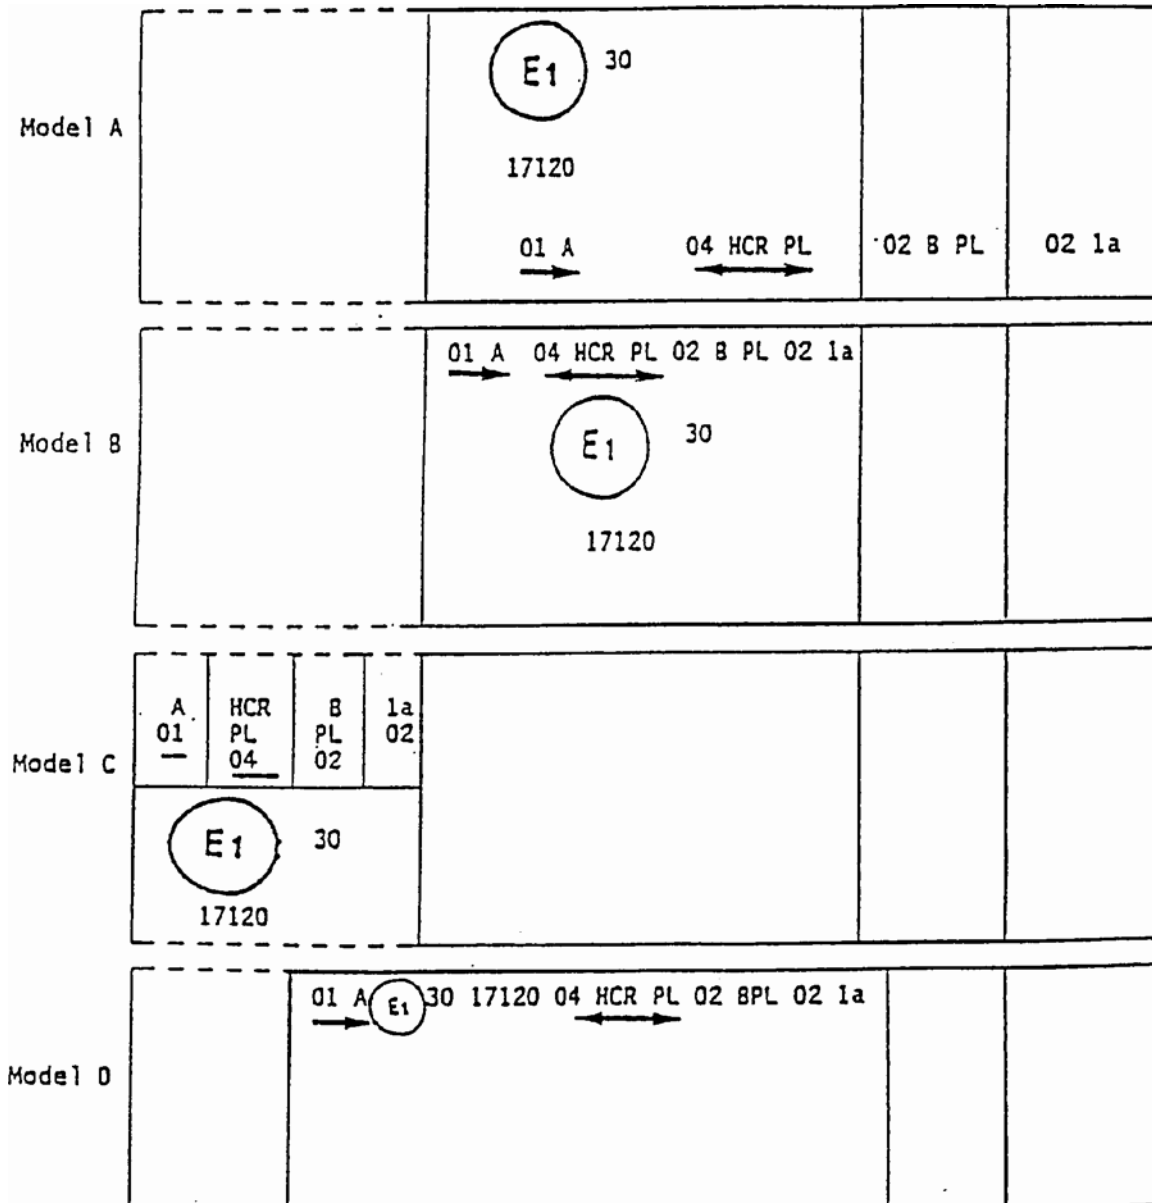 Model A
E1 30
17120
01 A 04 HCR PL 02 B PL 02 1a
Model B
01 A 04 HCR PL 02 B PL 02 1a
E1 30
17120
Model C
A HCR B 1a
01 PL PL 02
04 02
E1 30
17120
Model D
01 A E1 30 17120 04 HCR PL 02 BPL 02 1a